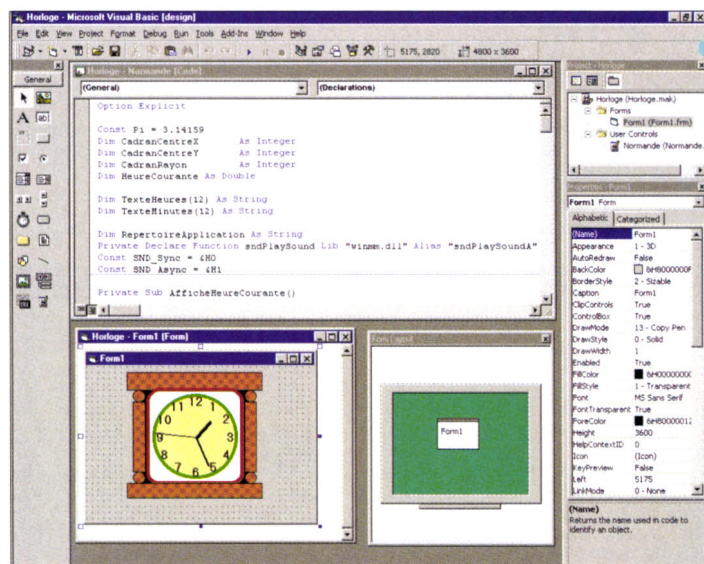 Horloge - Microsoft Visual Basic [design]
File Edit View Project Format Debug Run Tools Add-Ins Window Help
5175, 2820
4800 x 3600
General
A
ab|
Horloge - Normande [Code]
(General)
(Declarations)
Option Explicit
Const Pi = 3.14159
Dim CadranCentreX As Integer
Dim CadranCentreY As Integer
Dim CadranRayon As Integer
Dim HeureCourante As Double
Dim TexteHeures(12) As String
Dim TexteMinutes(12) As String
Dim RepertoireApplication As String
Private Declare Function sndPlaySound Lib "winmm.dll" Alias "sndPlaySoundA"
Const SND_Sync = &H0
Const SND_Async = &H1
Private Sub AfficheHeureCourante()
Horloge - Form1 (Form)
Form1
12
1
2
3
4
5
6
7
8
9
10
11
Form Layout
Form1
Project - Horloge
Horloge (Horloge.mak)
Forms
Form1 (Form1.frm)
User Controls
Normande (Normande.
Properties - Form1
Form1 Form
Alphabetic Categorized
(Name) Form1
Appearance 1 - 3D
AutoRedraw False
BackColor &H8000000F
BorderStyle 2 - Sizable
Caption Form1
ClipControls True
ControlBox True
DrawMode 13 - Copy Pen
DrawStyle 0 - Solid
DrawWidth 1
Enabled True
FillColor &H00000000
FillStyle 1 - Transparent
Font MS Sans Serif
FontTransparent True
ForeColor &H80000012
Height 3600
HelpContextID 0
Icon (Icon)
KeyPreview False
Left 5175
LinkMode 0 - None
(Name)
Returns the name used in code to
identify an object.